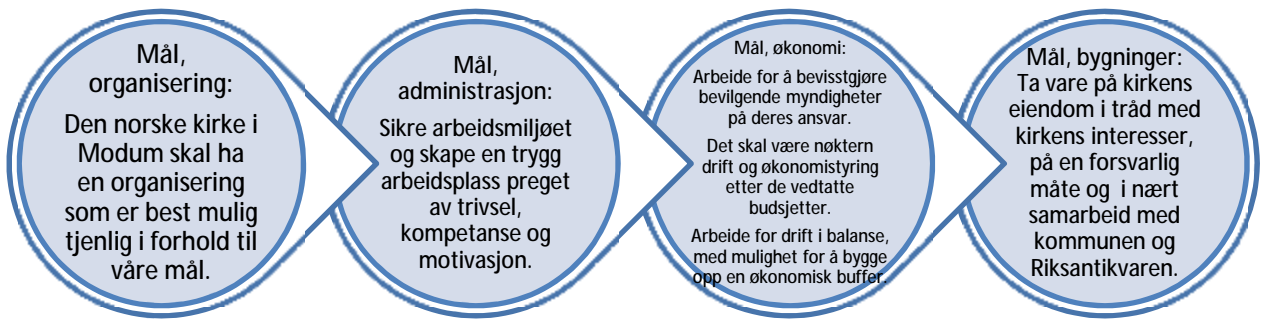 Mål,
organisering:
Den norske kirke i
Modum skal ha
en organisering
som er best mulig
tjenlig i forhold til
våre mål.
Mål,
administrasjon:
Sikre arbeidsmiljøet
og skape en trygg
arbeidsplass preget
av trivsel,
kompetanse og
motivasjon.
Mål, økonomi:
Arbeide for å bevisstgjøre
bevilgende myndigheter
på deres ansvar.
Det skal være nøktern
drift og økonomistyring
etter de vedtatte
budsjetter.
Arbeide for drift i balanse,
med mulighet for å bygge
opp en økonomisk buffer.
Mål, bygninger:
Ta vare på kirkens
eiendom i tråd med
kirkens interesser,
på en forsvarlig
måte og i nært
samarbeid med
kommunen og
Riksantikvaren.